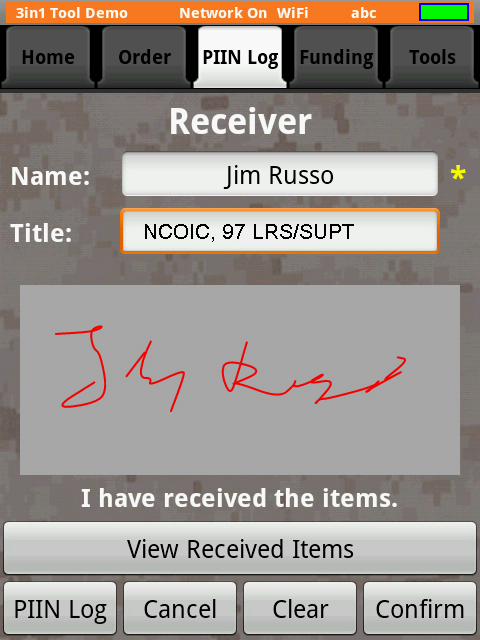 3in1 Tool Demo Network On WiFi abc
Home Order PIIN Log Funding Tools
Receiver
Name: Jim Russo *
Title: NCOIC, 97 LRS/SUPT
I have received the items.
View Received Items
PIIN Log Cancel Clear Confirm